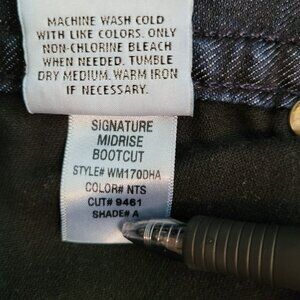 MACHINE WASH COLD
WITH LIKE COLORS. ONLY
NON-CHLORINE BLEACH
WHEN NEEDED. TUMBLE
DRY MEDIUM. WARM IRON
IF NECESSARY.
SIGNATURE
MIDRISE
BOOTCUT
STYLE# WM170DHA
COLOR# NTS
CUT# 9461
SHADE# A